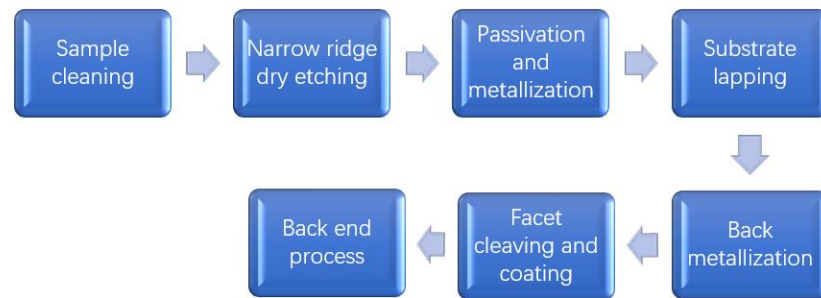 Sample
cleaning
Narrow ridge
dry etching
Passivation
and
metallization
Substrate
lapping
Back
metallization
Facet
cleaving and
coating
Back end
process